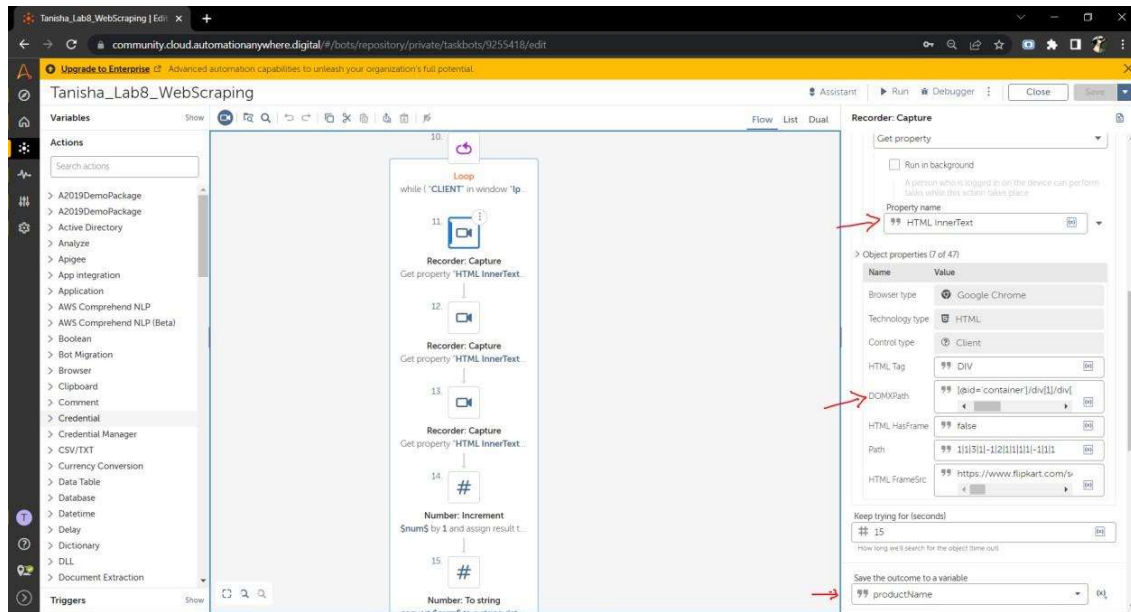 Tanisha_Lab8_WebScraping | Edit
community.cloud.automationanywhere.digital/#/bots/repository/private/taskbots/9255418/edit
Upgrade to Enterprise Advanced automation capabilities to unleash your organization's full potential.
Tanisha_Lab8_WebScraping
Assistant
Run
Debugger
Close
Save
Variables
Show
Flow
List
Dual
Recorder: Capture
Actions
Search actions
> A2019DemoPackage
> A2019DemoPackage
> Active Directory
> Analyze
> Apigee
> App integration
> Application
> AWS Comprehend NLP
> AWS Comprehend NLP (Beta)
> Boolean
> Bot Migration
> Browser
> Clipboard
> Comment
> Credential
> Credential Manager
> CSV/TXT
> Currency Conversion
> Data Table
> Database
> Datetime
> Delay
> Dictionary
> DLL
> Document Extraction
Triggers
Show
T
10.
Loop
while ( "CLIENT" in window "Ip...
11.
Recorder: Capture
Get property "HTML InnerText...
12.
Recorder: Capture
Get property "HTML InnerText...
13.
Recorder: Capture
Get property "HTML InnerText...
14.
#
Number: Increment
$num$ by 1 and assign result t...
15.
#
Number: To string
Get property
Run in background
A person who is logged in on the device can perform
tasks while this action takes place
Property name
HTML InnerText
> Object properties (7 of 47)
Name Value
Browser type Google Chrome
Technology type HTML
Control type Client
HTML Tag DIV
DOMXPath [@id='container']/div[1]/div[
HTML HasFrame false
Path 1|1|3|1|-1|2|1|1|1|1|-1|1|1
HTML FrameSrc https://www.flipkart.com/s
Keep trying for (seconds)
# 15
How long we'll search for the object (time out)
Save the outcome to a variable
productName